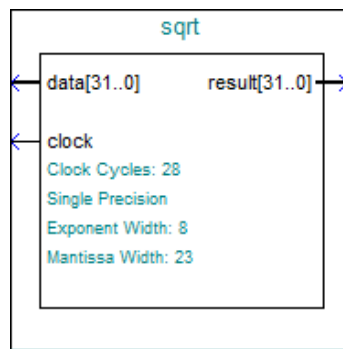 sqrt
data[31..0] result[31..0]
clock
Clock Cycles: 28
Single Precision
Exponent Width: 8
Mantissa Width: 23